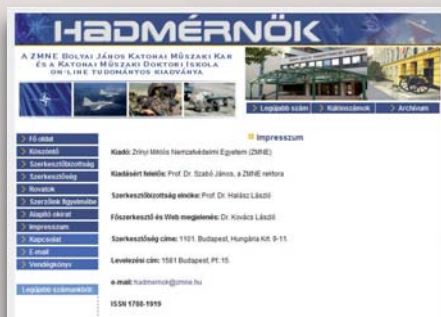 HADMÉRNÖK
A ZMNE BOLYAI JÁNOS KATONAI MŰSZAKI KAR
ÉS A KATONAI MŰSZAKI DOKTORI ISKOLA
ON-LINE TUDOMÁNYOS KIADVÁNYA
> Legújabb szám > Különszámok > Archívum
> Fő oldal
> Köszöntő
> Szerkesztőbizottság
> Szerkesztőség
> Rovatok
> Szerzőink figyelmébe
> Alapító okirat
> Impresszum
> Kapcsolat
> E-mail
> Vendégkönyv
Legújabb számunkból
Impresszum
Kiadó: Zrínyi Miklós Nemzetvédelmi Egyetem (ZMNE)
Kiadásért felelős: Prof. Dr. Szabó János, a ZMNE rektora
Szerkesztőbizottság elnöke: Prof. Dr. Halász László
Főszerkesztő és Web megjelenés: Dr. Kovács László
Szerkesztőség címe: 1101. Budapest, Hungária Krt. 9-11.
Levelezési cím: 1581 Budapest, Pf.: 15.
e-mail: hadmernok@zmne.hu
ISSN 1788-1919